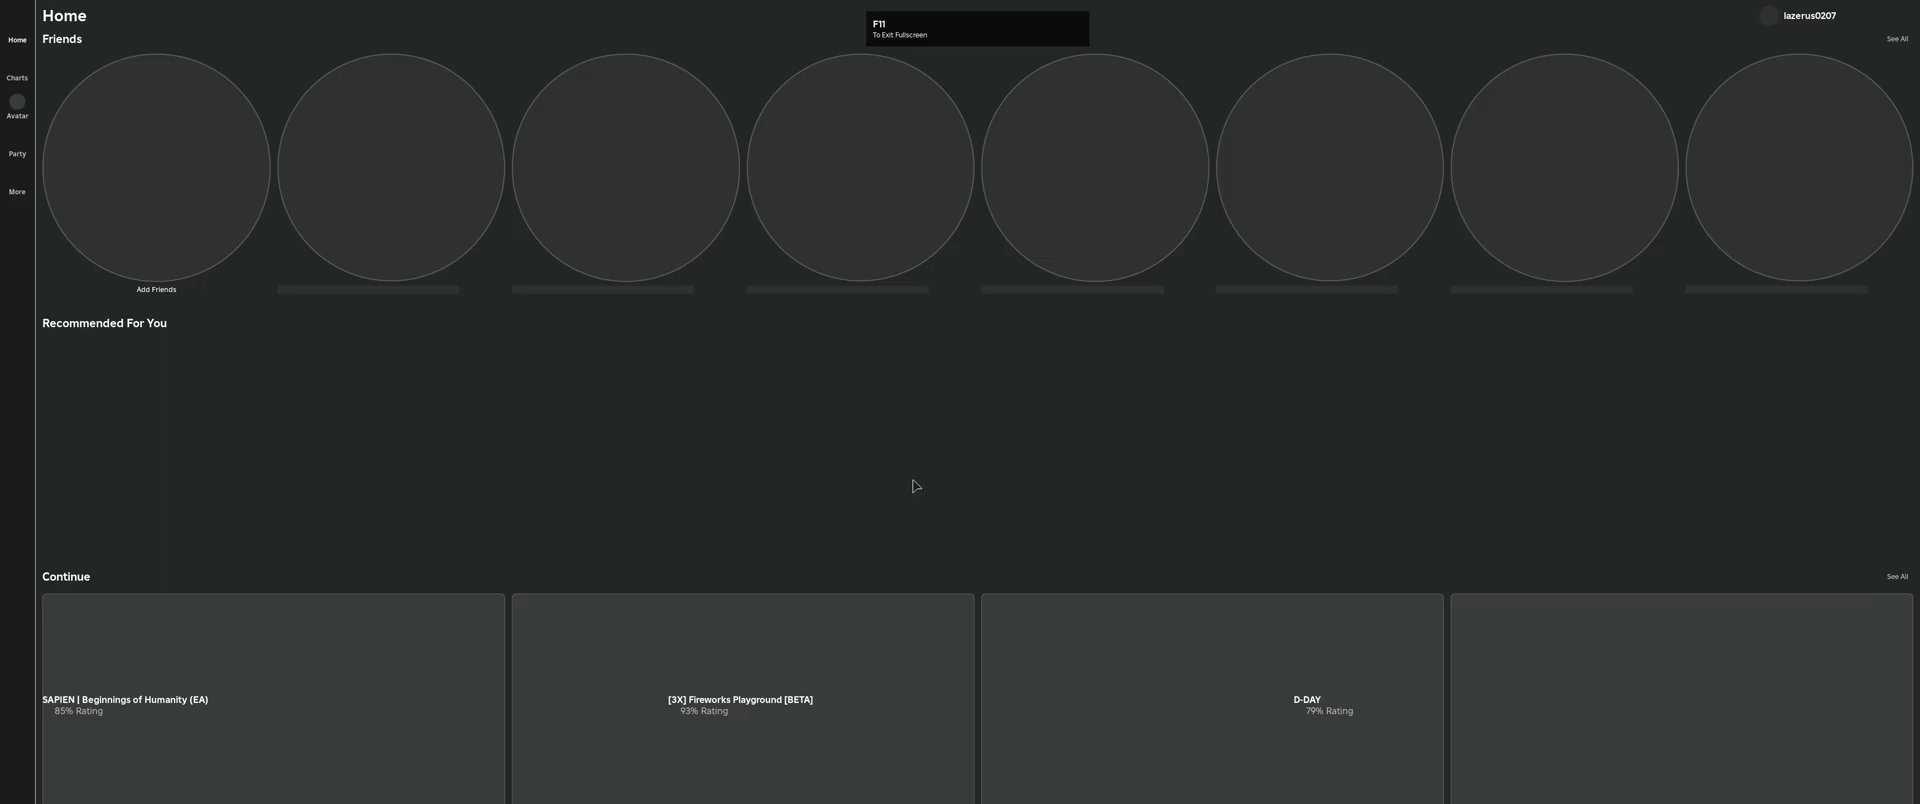 Home
F11
To Exit Fullscreen
lazerus0207
Home
Friends
See All
Charts
Avatar
Party
More
Add Friends
Recommended For You
Continue
See All
SAPIEN | Beginnings of Humanity (EA)
85% Rating
[3X] Fireworks Playground [BETA]
93% Rating
D-DAY
79% Rating